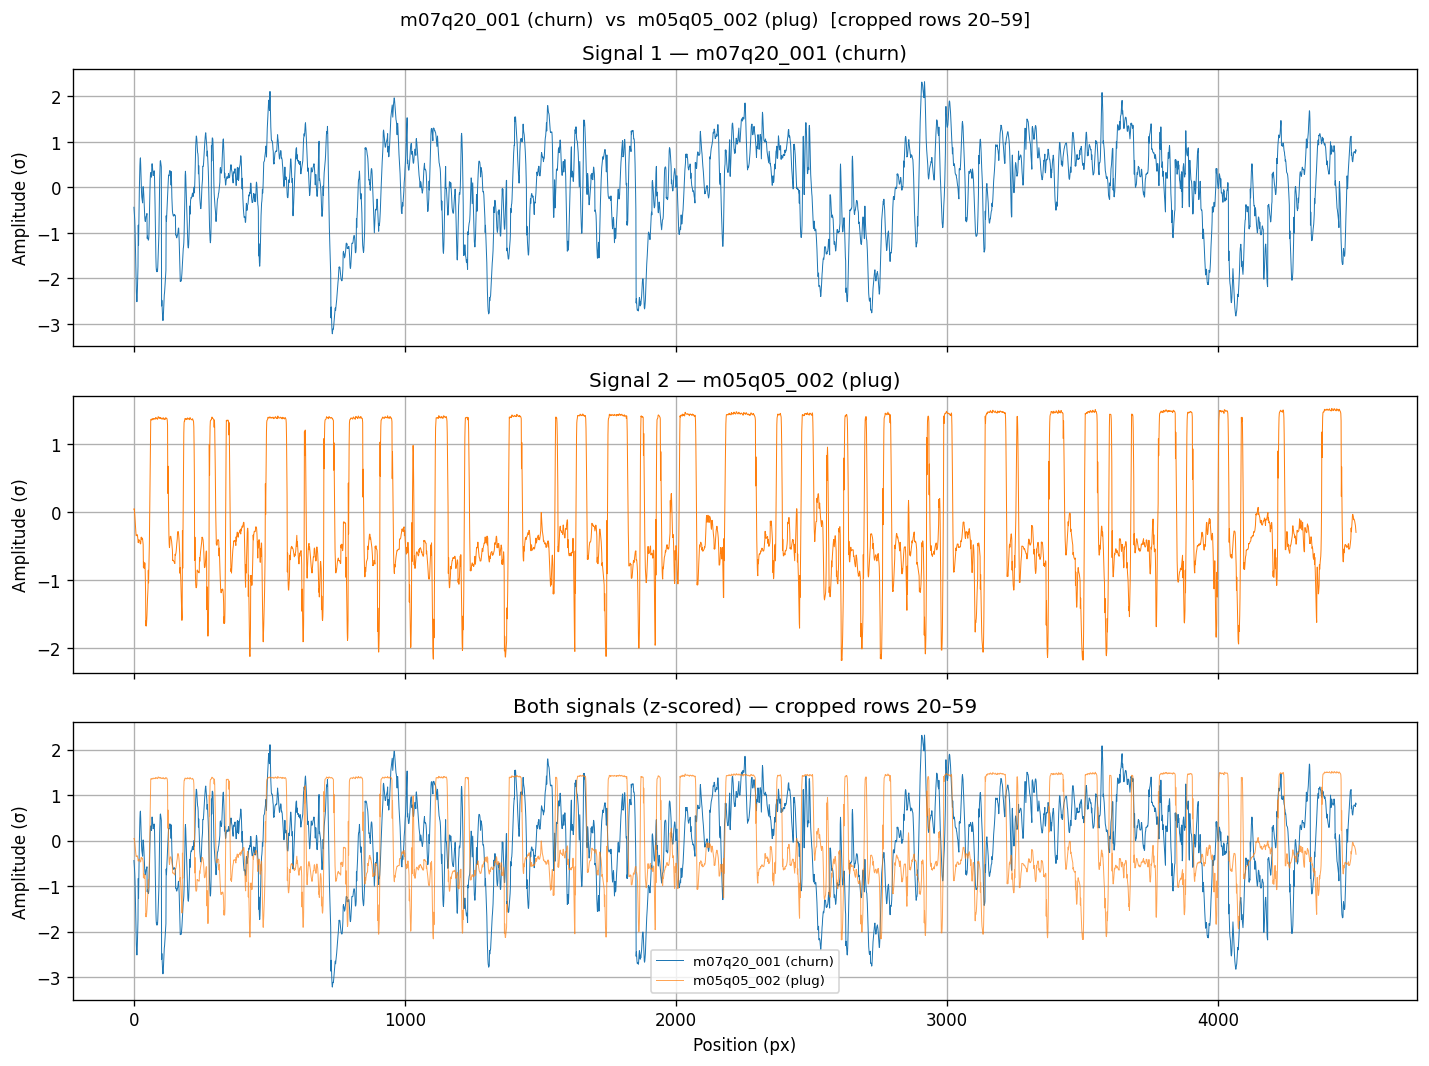 m07q20_001 (churn)  vs  m05q05_002 (plug)  [cropped rows 20–59]
Signal 1 — m07q20_001 (churn)
Amplitude (σ)
2
1
0
−1
−2
−3
Signal 2 — m05q05_002 (plug)
Amplitude (σ)
1
0
−1
−2
Both signals (z-scored) — cropped rows 20–59
Amplitude (σ)
2
1
0
−1
−2
−3
m07q20_001 (churn)
m05q05_002 (plug)
0 1000 2000 3000 4000
Position (px)